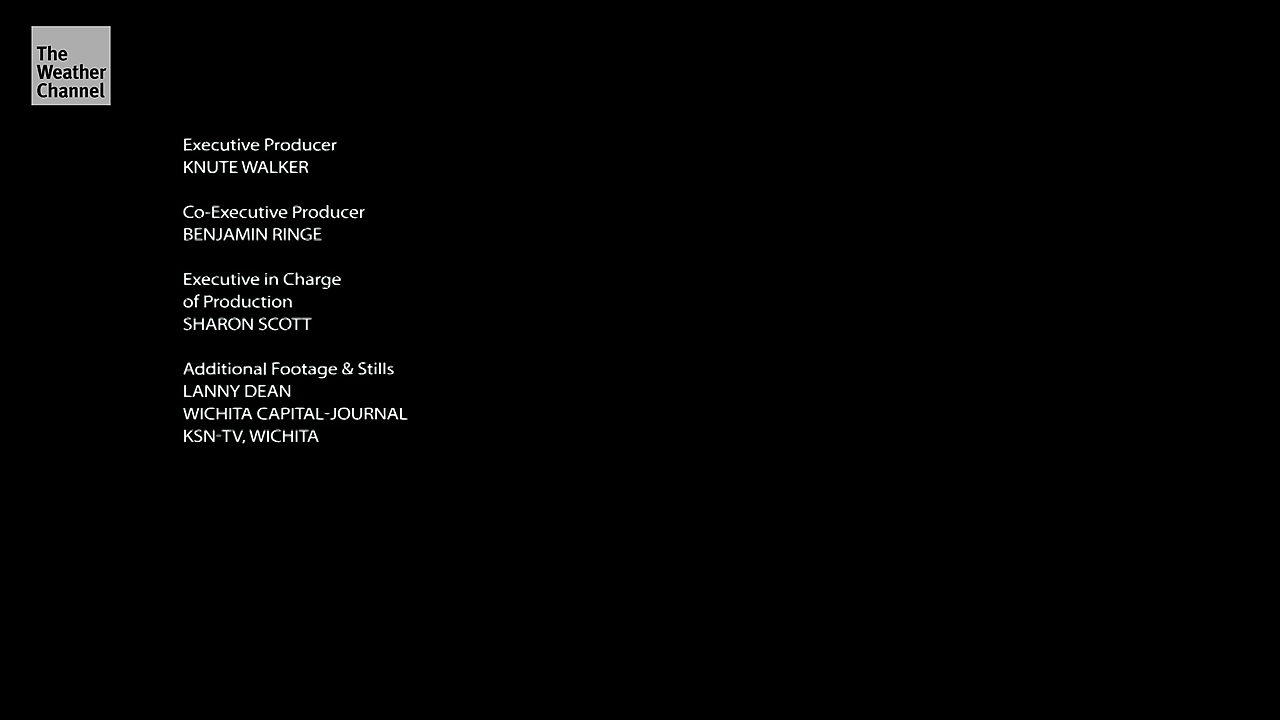 The
Weather
Channel
Executive Producer
KNUTE WALKER
Co-Executive Producer
BENJAMIN RINGE
Executive in Charge
of Production
SHARON SCOTT
Additional Footage & Stills
LANNY DEAN
WICHITA CAPITAL-JOURNAL
KSN-TV, WICHITA